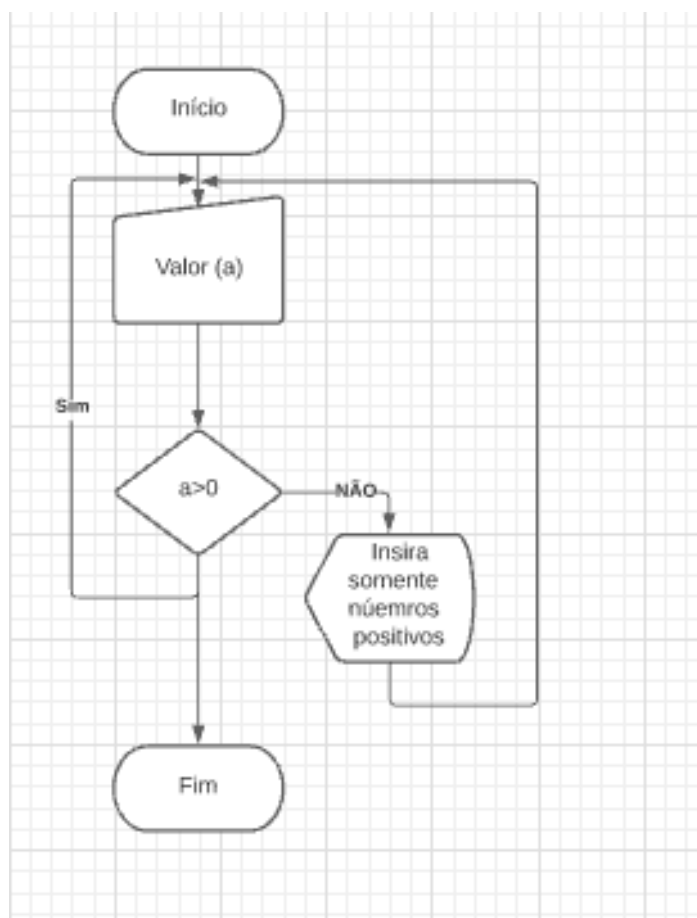 Início
Valor (a)
Sim
a>0
NÃO
Insira
somente
núemros
positivos
Fim